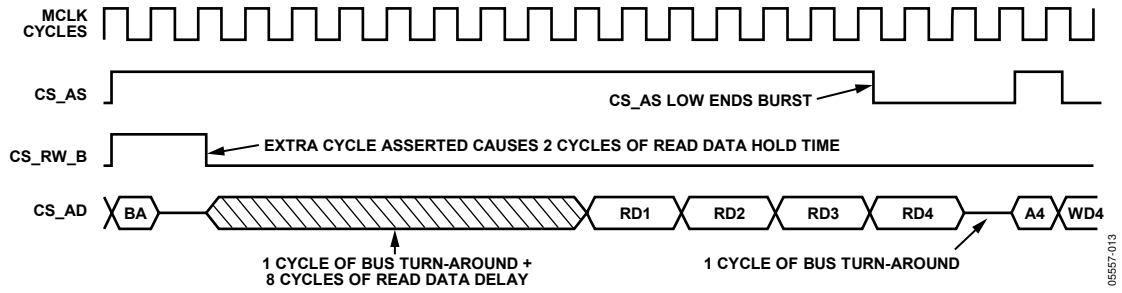 MCLK
CYCLES
CS_AS
CS_AS LOW ENDS BURST
CS_RW_B
EXTRA CYCLE ASSERTED CAUSES 2 CYCLES OF READ DATA HOLD TIME
CS_AD BA RD1 RD2 RD3 RD4 A4 WD4
1 CYCLE OF BUS TURN-AROUND +
8 CYCLES OF READ DATA DELAY
1 CYCLE OF BUS TURN-AROUND
05557-013